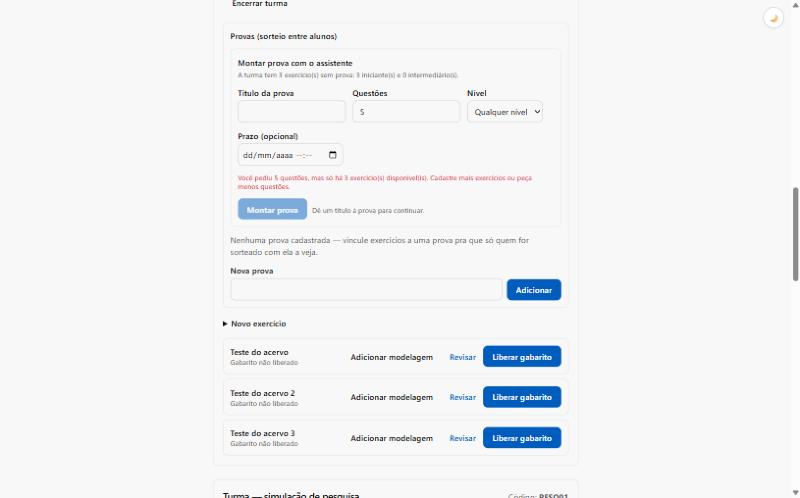 Encerrar turma
Provas (sorteio entre alunos)
Montar prova com o assistente
A turma tem 3 exercício(s) sem prova: 3 iniciante(s) e 0 intermediário(s).
Título da prova
Questões
Nível
5
Qualquer nível
Prazo (opcional)
dd/mm/aaaa --:--
Você pediu 5 questões, mas só há 3 exercício(s) disponível(is). Cadastre mais exercícios ou peça
menos questões.
Montar prova
Dê um título à prova para continuar.
Nenhuma prova cadastrada — vincule exercícios a uma prova pra que só quem for
sorteado com ela a veja.
Nova prova
Adicionar
Novo exercício
Teste do acervo
Gabarito não liberado
Adicionar modelagem
Revisar
Liberar gabarito
Teste do acervo 2
Gabarito não liberado
Adicionar modelagem
Revisar
Liberar gabarito
Teste do acervo 3
Gabarito não liberado
Adicionar modelagem
Revisar
Liberar gabarito
Turma — simulação de pesquisa
Código: